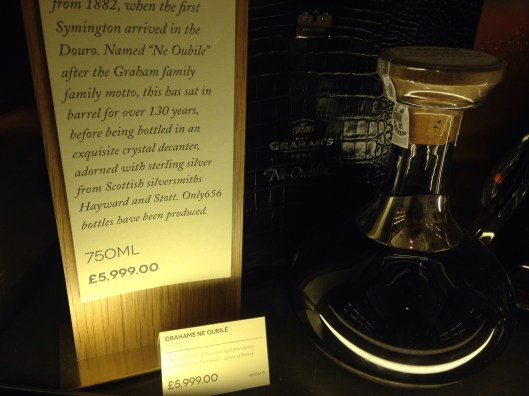 from 1882, when the first
Symington arrived in the
Douro. Named “Ne Oubile”
after the Graham family
family motto, this has sat in
barrel for over 130 years,
before being bottled in an
exquisite crystal decanter,
adorned with sterling silver
from Scottish silversmiths
Hayward and Stott. Only656
bottles have been produced.
750ML
£5,999.00
GRAHAM'S
PORT
Ne Oublie
GRAHAMS NE OUBILE
£5,999.00